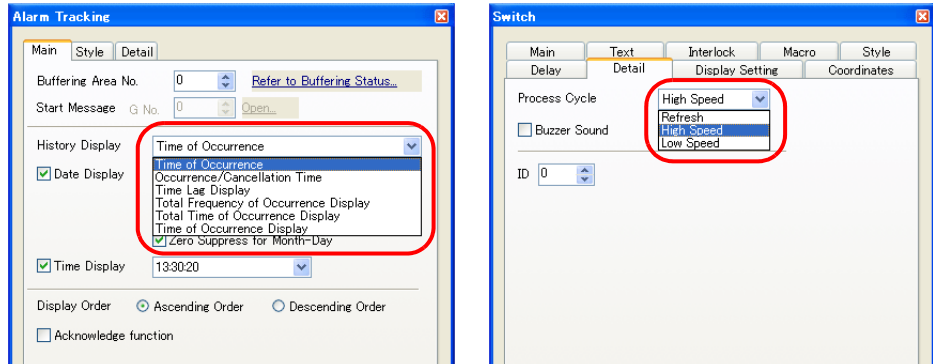 Alarm Tracking
Main Style Detail
Buffering Area No. 0 Refer to Buffering Status...
Start Message G No. 0 Open...
History Display Time of Occurrence
Date Display
Time of Occurrence
Occurrence/Cancellation Time
Time Lag Display
Total Frequency of Occurrence Display
Total Time of Occurrence Display
Time of Occurrence Display
Zero Suppress for Month-Day
Time Display 13:30:20
Display Order Ascending Order Descending Order
Acknowledge function
Switch
Main Text Interlock Macro Style
Delay Detail Display Setting Coordinates
Process Cycle High Speed
Refresh
High Speed
Low Speed
Buzzer Sound
ID 0